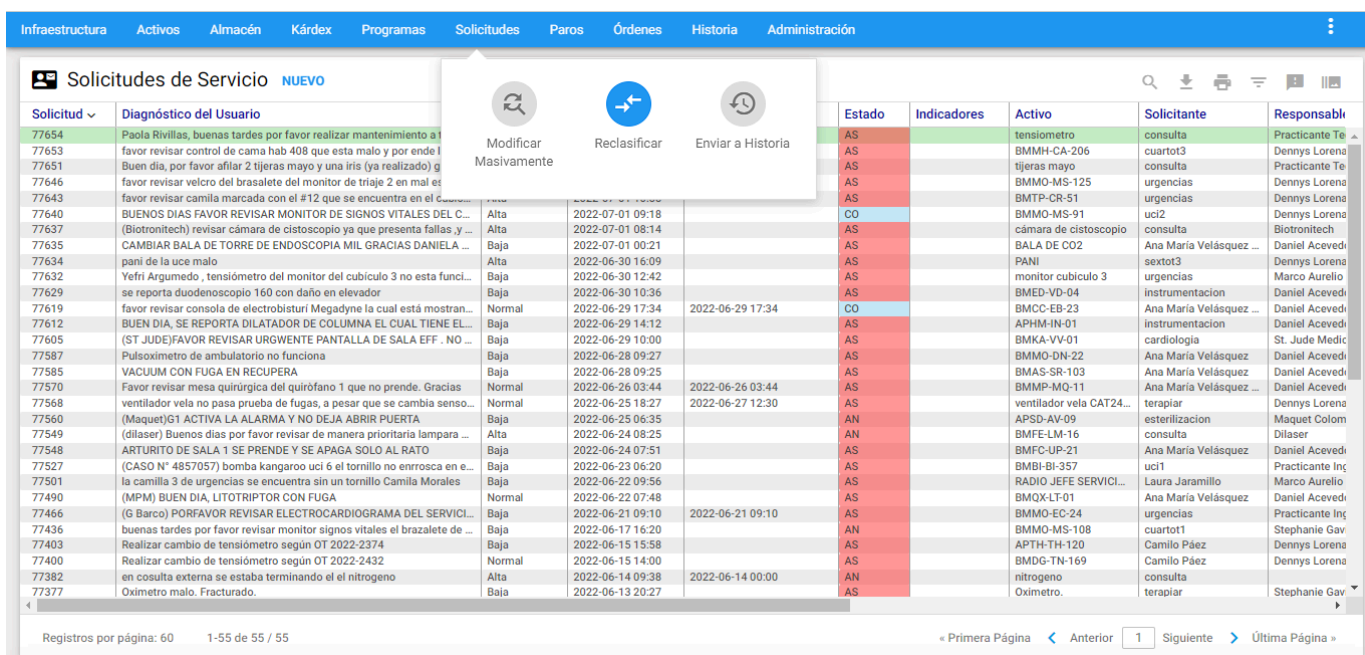 Infraestructura Activos Almacén Kárdex Programas Solicitudes Paros Órdenes Historia Administración
Solicitudes de Servicio NUEVO
Modificar Masivamente
Reclasificar
Enviar a Historia
Solicitud Diagnóstico del Usuario Estado Indicadores Activo Solicitante Responsable
77654 Paola Rivillas, buenas tardes por favor realizar mantenimiento a t AS tensiometro consulta Practicante Te
77653 favor revisar control de cama hab 408 que esta malo y por ende l AS BMMH-CA-206 cuartot3 Dennys Lorena
77651 Buen dia, por favor afilar 2 tijeras mayo y una iris (ya realizado) g AS tijeras mayo consulta Practicante Te
77646 favor revisar velcro del brasalete del monitor de triaje 2 en mal es AS BMMO-MS-125 urgencias Dennys Lorena
77643 favor revisar camila marcada con el #12 que se encuentra en el AS BMTP-CR-51 urgencias Dennys Lorena
77640 BUENOS DIAS FAVOR REVISAR MONITOR DE SIGNOS VITALES DEL C... Alta 2022-07-01 09:18 CO BMMO-MS-91 uci2 Dennys Lorena
77637 (Biotronitech) revisar cámara de cistoscopio ya que presenta fallas ,y ... Alta 2022-07-01 08:14 AS cámara de cistoscopio consulta Biotronitech
77635 CAMBIAR BALA DE TORRE DE ENDOSCOPIA MIL GRACIAS DANIELA ... Baja 2022-07-01 00:21 AS BALA DE CO2 Ana María Velásquez ... Daniel Acevedo
77634 pani de la uce malo Alta 2022-06-30 16:09 AS PANI sextot3 Dennys Lorena
77632 Yefri Argumedo , tensiómetro del monitor del cubículo 3 no esta funci... Baja 2022-06-30 12:42 AS monitor cubiculo 3 urgencias Marco Aurelio
77629 se reporta duodenoscopio 160 con daño en elevador Baja 2022-06-30 10:36 AS BMED-VD-04 instrumentacion Daniel Acevedo
77619 favor revisar consola de electrobisturí Megadyne la cual está mostran... Normal 2022-06-29 17:34 2022-06-29 17:34 CO BMCC-EB-23 Ana María Velásquez ... Daniel Acevedo
77612 BUEN DIA, SE REPORTA DILATADOR DE COLUMNA EL CUAL TIENE EL... Baja 2022-06-29 14:12 AS APHM-IN-01 instrumentacion Daniel Acevedo
77605 (ST JUDE)FAVOR REVISAR URGWENTE PANTALLA DE SALA EFF . NO ... Baja 2022-06-29 10:00 AS BMKA-VV-01 cardiologia St. Jude Medic
77587 Pulsoximetro de ambulatorio no funciona Baja 2022-06-28 09:27 AS BMMO-DN-22 Ana María Velásquez Daniel Acevedo
77585 VACUUM CON FUGA EN RECUPERA Baja 2022-06-28 09:25 AS BMAS-SR-103 Ana María Velásquez Daniel Acevedo
77570 Favor revisar mesa quirúrgica del quiròfano 1 que no prende. Gracias Normal 2022-06-26 03:44 2022-06-26 03:44 AS BMMP-MQ-11 Ana María Velásquez ... Daniel Acevedo
77568 ventilador vela no pasa prueba de fugas, a pesar que se cambia senso... Normal 2022-06-25 18:27 2022-06-27 12:30 AS ventilador vela CAT24... terapiar Dennys Lorena
77560 (Maquet)G1 ACTIVA LA ALARMA Y NO DEJA ABRIR PUERTA Baja 2022-06-25 06:35 AN APSD-AV-09 esterilizacion Maquet Colom
77549 (dilaser) Buenos dias por favor revisar de manera prioritaria lampara ... Alta 2022-06-24 08:25 AN BMFE-LM-16 consulta Dilaser
77548 ARTURITO DE SALA 1 SE PRENDE Y SE APAGA SOLO AL RATO Baja 2022-06-24 07:51 AS BMFC-UP-21 Ana María Velásquez Daniel Acevedo
77527 (CASO N° 4857057) bomba kangaroo uci 6 el tornillo no enrrosca en e... Baja 2022-06-23 06:20 AS BMBI-BI-357 uci1 Practicante Ing
77501 la camilla 3 de urgencias se encuentra sin un tornillo Camila Morales Baja 2022-06-22 09:56 AS RADIO JEFE SERVICI... Laura Jaramillo Marco Aurelio
77490 (MPM) BUEN DIA, LITOTRIPTOR CON FUGA Normal 2022-06-22 07:48 AS BMQX-LT-01 Ana María Velásquez Daniel Acevedo
77466 (G Barco) PORFAVOR REVISAR ELECTROCARDIOGRAMA DEL SERVICI... Baja 2022-06-21 09:10 2022-06-21 09:10 AS BMMO-EC-24 urgencias Practicante Ing
77436 buenas tardes por favor revisar monitor signos vitales el brazalete de ... Baja 2022-06-17 16:20 AN BMMO-MS-108 cuartot1 Stephanie Gavi
77403 Realizar cambio de tensiómetro según OT 2022-2374 Baja 2022-06-15 15:58 AS APTH-TH-120 Camilo Páez Dennys Lorena
77400 Realizar cambio de tensiómetro según OT 2022-2432 Normal 2022-06-15 14:00 AS BMDG-TN-169 Camilo Páez Dennys Lorena
77382 en cosulta externa se estaba terminando el el nitrogeno Alta 2022-06-14 09:38 2022-06-14 00:00 AN nitrogeno consulta
77377 Oximetro malo. Fracturado. Baja 2022-06-13 20:27 AS Oximetro. terapiar Stephanie Gavi
Registros por página: 60 1-55 de 55 / 55 « Primera Página Anterior 1 Siguiente Última Página »